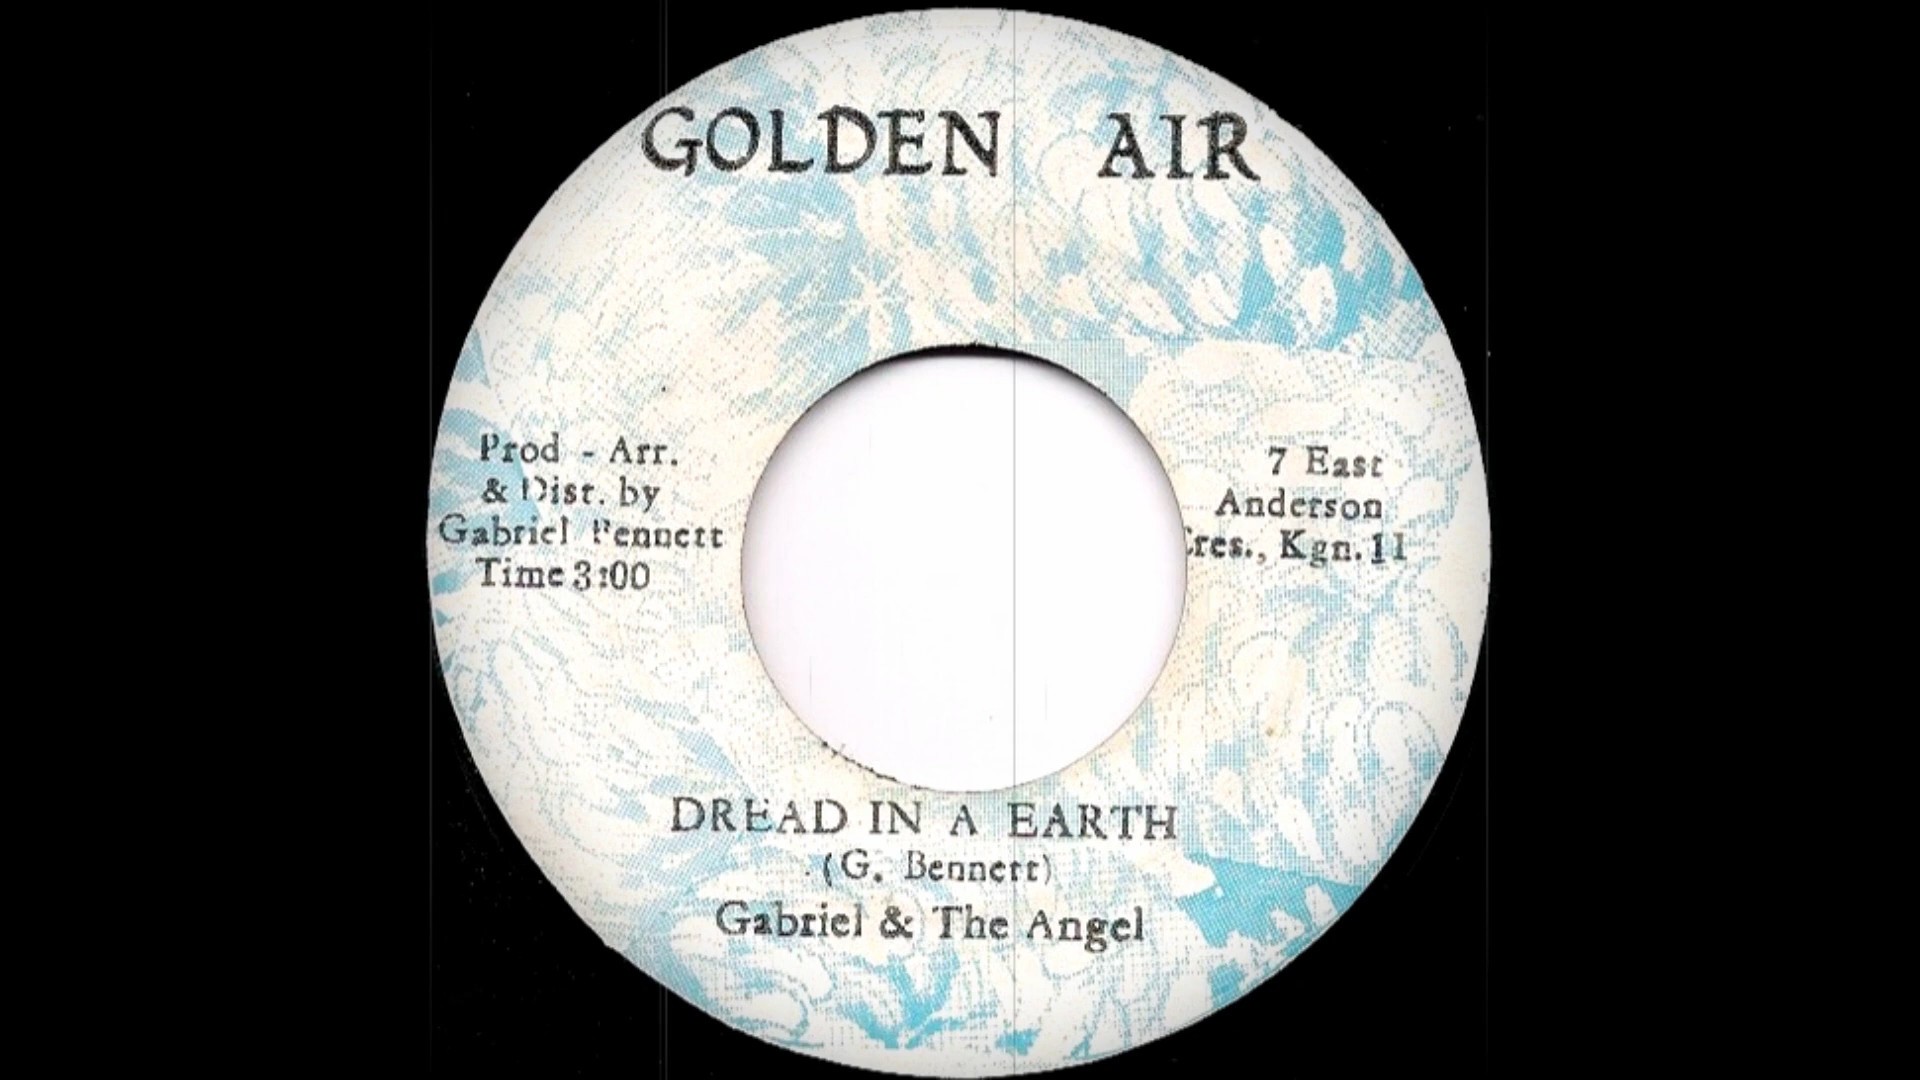 GOLDEN AIR
Prod - Arr.
& Dist. by
Gabriel Bennett
Time 3:00
7 East
Anderson
Cres., Kgn. 11
DREAD IN A EARTH
(G. Bennett)
Gabriel & The Angel